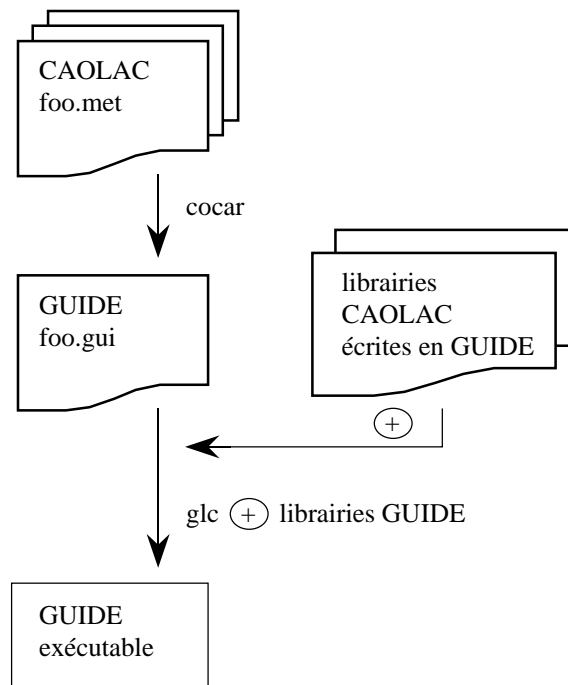 CAOLAC
foo.met
cocar
GUIDE
foo.gui
librairies
CAOLAC
écrites en GUIDE
+
glc + librairies GUIDE
GUIDE
exécutable